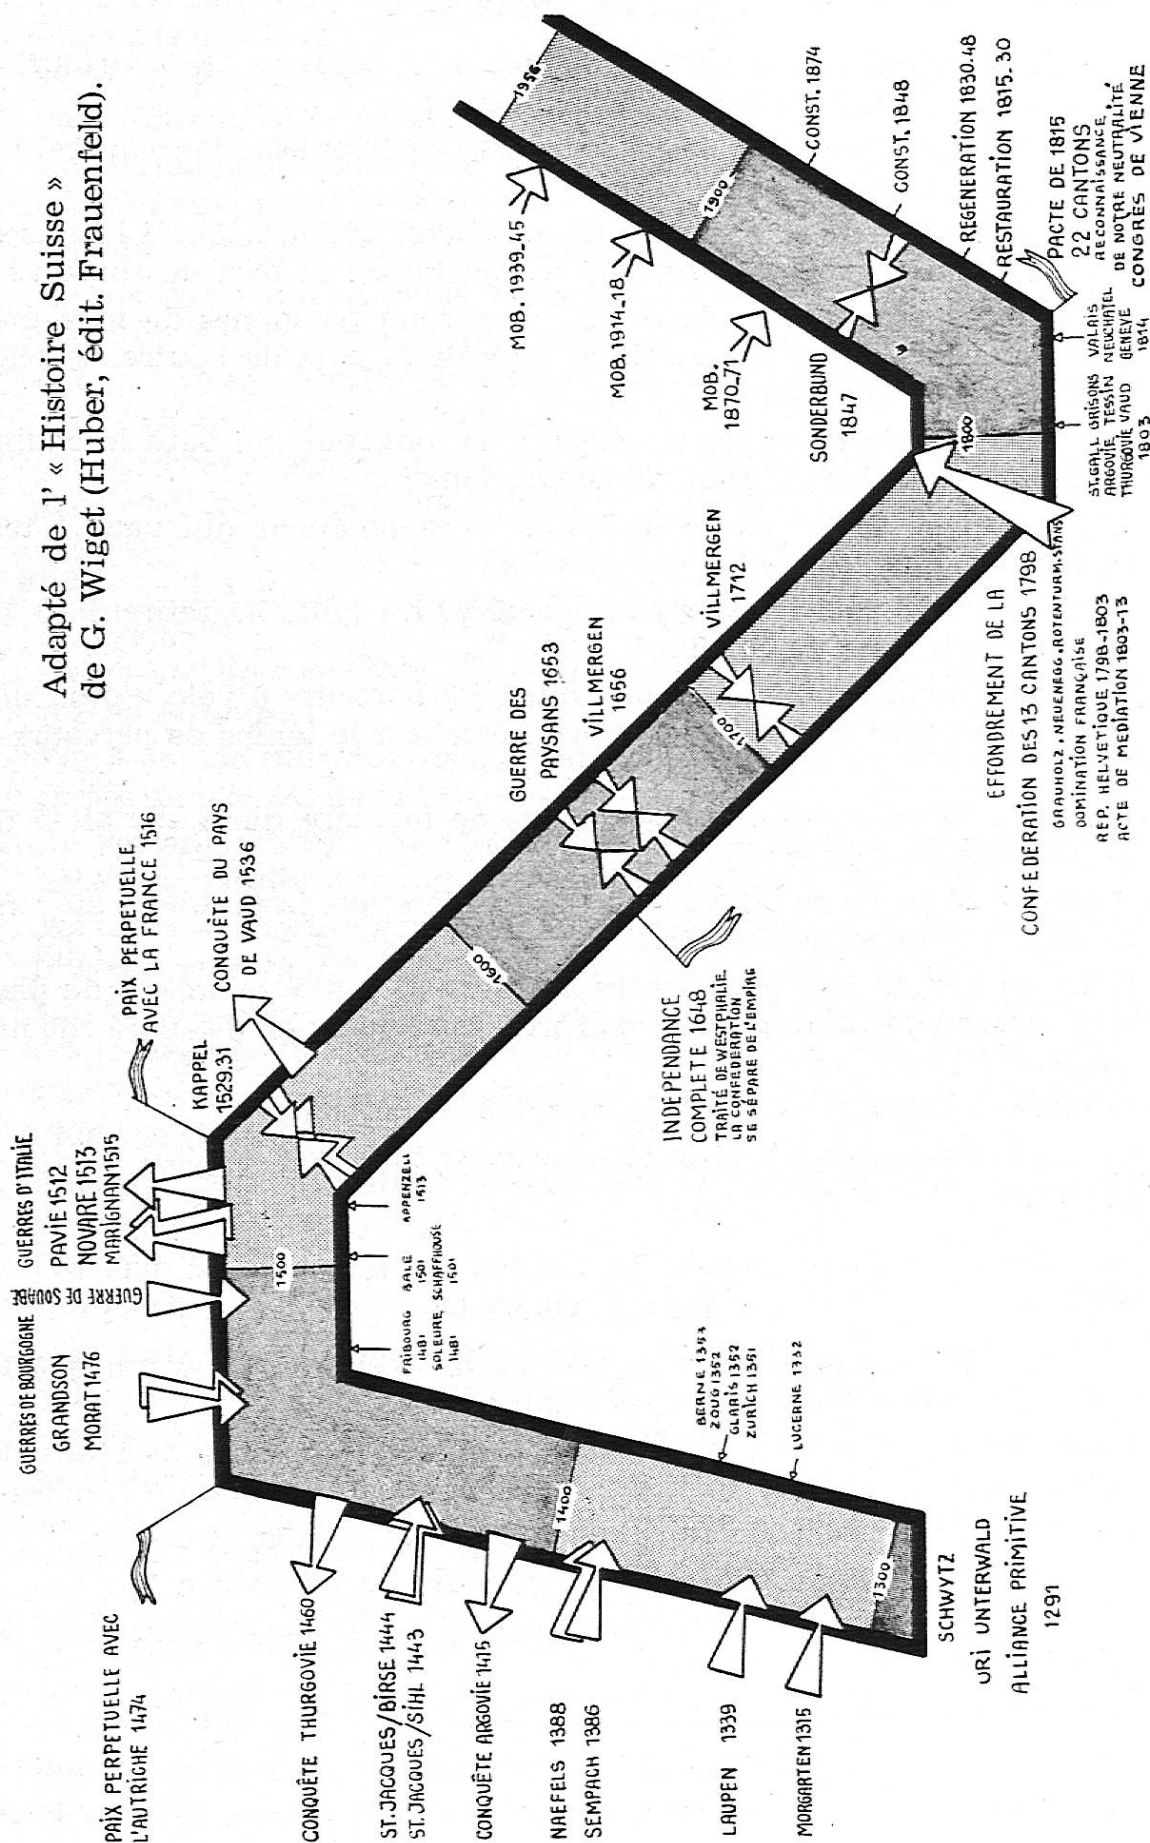 Adapté de l' « Histoire Suisse »
de G. Wiget (Huber, édit. Frauenfeld).
SCHWYTZ
URI UNTERWALD
ALLIANCE PRIMITIVE
1291
1300
MORGARTEN 1315
LAUPEN 1339
LUCERNE 1332
BERNE 1353
ZOUG 1352
GLARIS 1352
ZURICH 1351
NAEFELS 1388
SEMPACH 1386
1400
CONQUÊTE ARGOVIE 1415
ST. JACQUES/BIRSE 1444
ST. JACQUES/SIHL 1443
CONQUÊTE THURGOVIE 1460
PAIX PERPETUELLE AVEC
L'AUTRICHE 1474
GUERRES DE BOURGOGNE
GRANDSON
MORAT 1476
GUERRE DE SOUABE
FRIBOURG
1481
SOLEURE
1481
1500
BALE
1501
SCHAFFHOUSE
1501
APPENZELL
1513
GUERRES D'ITALIE
PAVIE 1512
NOVARE 1513
MARIGNAN 1515
PAIX PERPETUELLE
AVEC LA FRANCE 1516
KAPPEL
1529.31
CONQUÊTE DU PAYS
DE VAUD 1536
1600
INDEPENDANCE
COMPLETE 1648
TRAITÉ DE WESTPHALIE.
LA CONFEDERATION
SE SÉPARE DE L'EMPIRE
GUERRE DES
PAYSANS 1653
VILLMERGEN
1656
1700
VILLMERGEN
1712
EFFONDREMENT DE LA
CONFEDERATION DES 13 CANTONS 1798
GRAUHOLZ, NEUENEGG, ROTENTURM, STANS
DOMINATION FRANÇAISE
REP. HELVETIQUE 1798-1803
ACTE DE MEDIATION 1803-13
1800
ST. GALL GRISONS
ARGOVIE TESSIN
THURGOVIE VAUD
1803
VALAIS
NEUCHATEL
GENEVE
1814
PACTE DE 1815
22 CANTONS
RECONNAISSANCE
DE NOTRE NEUTRALITÉ
CONGRÈS DE VIENNE
RESTAURATION 1815.30
REGENERATION 1830.48
SONDERBUND
1847
CONST. 1848
MOB.
1870-71
CONST. 1874
1900
MOB. 1914-18
MOB. 1939-45
1956